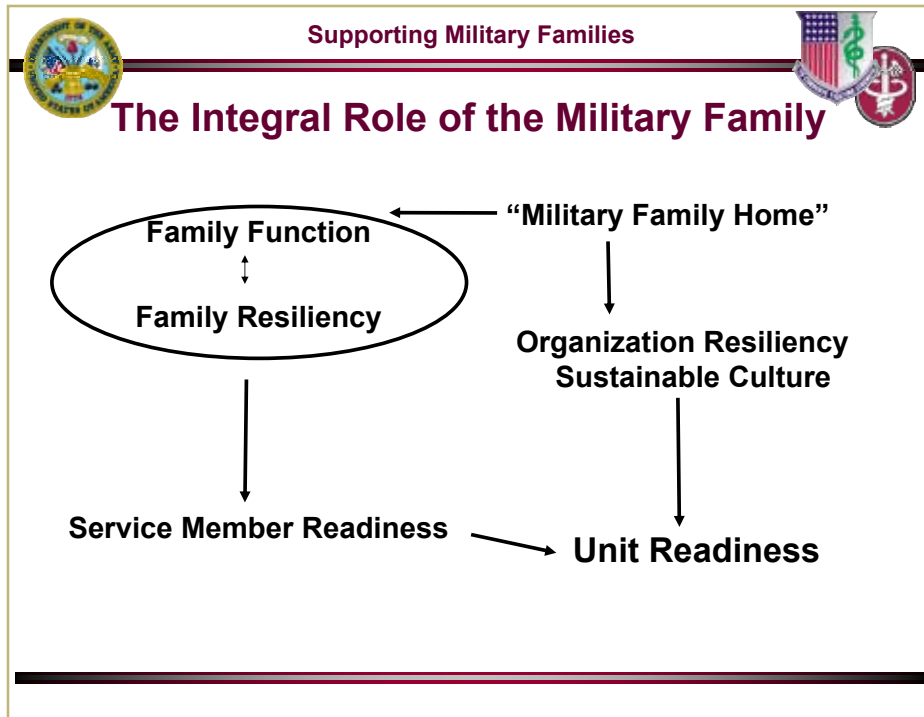 Supporting Military Families
The Integral Role of the Military Family
Family Function
Family Resiliency
“Military Family Home”
Organization Resiliency
Sustainable Culture
Service Member Readiness
Unit Readiness